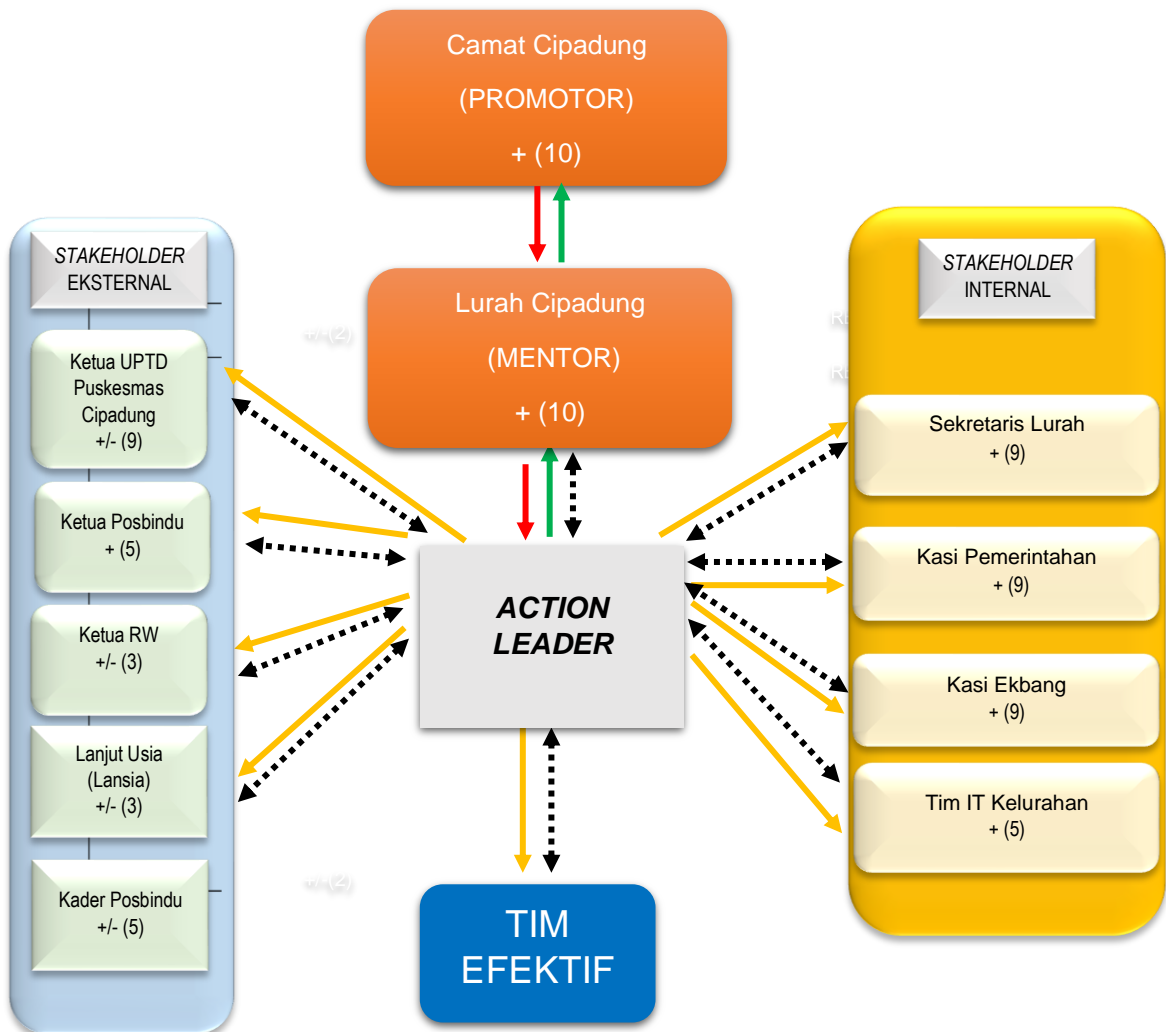 Camat Cipadung
(PROMOTOR)
+ (10)
Lurah Cipadung
(MENTOR)
+ (10)
STAKEHOLDER
EKSTERNAL
Ketua UPTD
Puskesmas
Cipadung
+/- (9)
Ketua Posbindu
+ (5)
Ketua RW
+/- (3)
Lanjut Usia
(Lansia)
+/- (3)
Kader Posbindu
+/- (5)
+/-(2)
+/-(2)
ACTION
LEADER
TIM
EFEKTIF
STAKEHOLDER
INTERNAL
Sekretaris Lurah
+ (9)
Kasi Pemerintahan
+ (9)
Kasi Ekbang
+ (9)
Tim IT Kelurahan
+ (5)